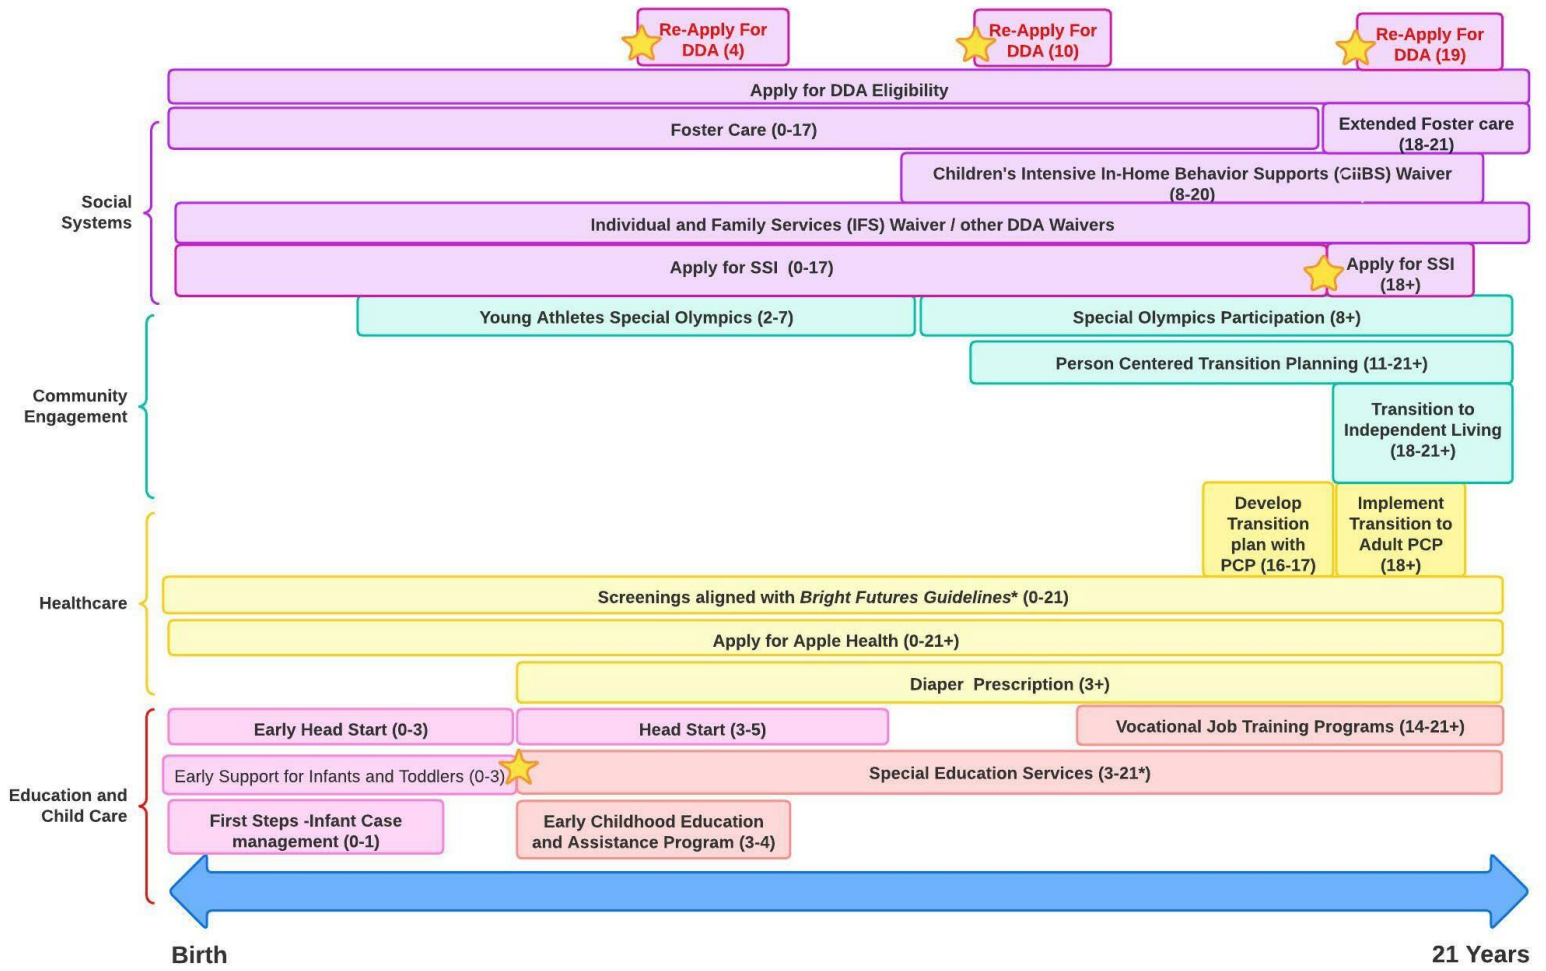 Re-Apply For
DDA (4)
Re-Apply For
DDA (10)
Re-Apply For
DDA (19)
Apply for DDA Eligibility
Social
Systems
Foster Care (0-17)
Extended Foster care
(18-21)
Children's Intensive In-Home Behavior Supports (CiiBS) Waiver
(8-20)
Individual and Family Services (IFS) Waiver / other DDA Waivers
Apply for SSI (0-17)
Apply for SSI
(18+)
Community
Engagement
Young Athletes Special Olympics (2-7)
Special Olympics Participation (8+)
Person Centered Transition Planning (11-21+)
Transition to
Independent Living
(18-21+)
Healthcare
Develop
Transition
plan with
PCP (16-17)
Implement
Transition to
Adult PCP
(18+)
Screenings aligned with Bright Futures Guidelines* (0-21)
Apply for Apple Health (0-21+)
Diaper Prescription (3+)
Education and
Child Care
Early Head Start (0-3)
Head Start (3-5)
Vocational Job Training Programs (14-21+)
Early Support for Infants and Toddlers (0-3)
Special Education Services (3-21*)
First Steps -Infant Case
management (0-1)
Early Childhood Education
and Assistance Program (3-4)
Birth
21 Years